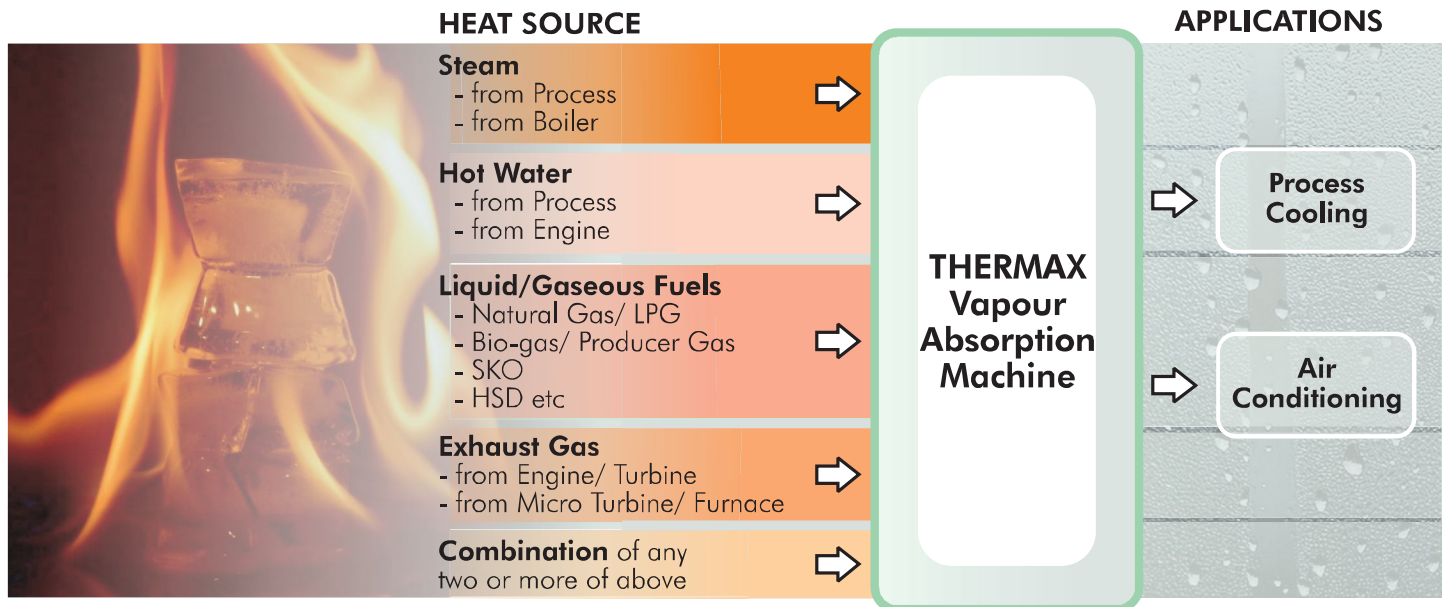 HEAT SOURCE
Steam
- from Process
- from Boiler
Hot Water
- from Process
- from Engine
Liquid/Gaseous Fuels
- Natural Gas/ LPG
- Bio-gas/ Producer Gas
- SKO
- HSD etc
Exhaust Gas
- from Engine/ Turbine
- from Micro Turbine/ Furnace
Combination of any
two or more of above
THERMAX
Vapour
Absorption
Machine
APPLICATIONS
Process
Cooling
Air
Conditioning